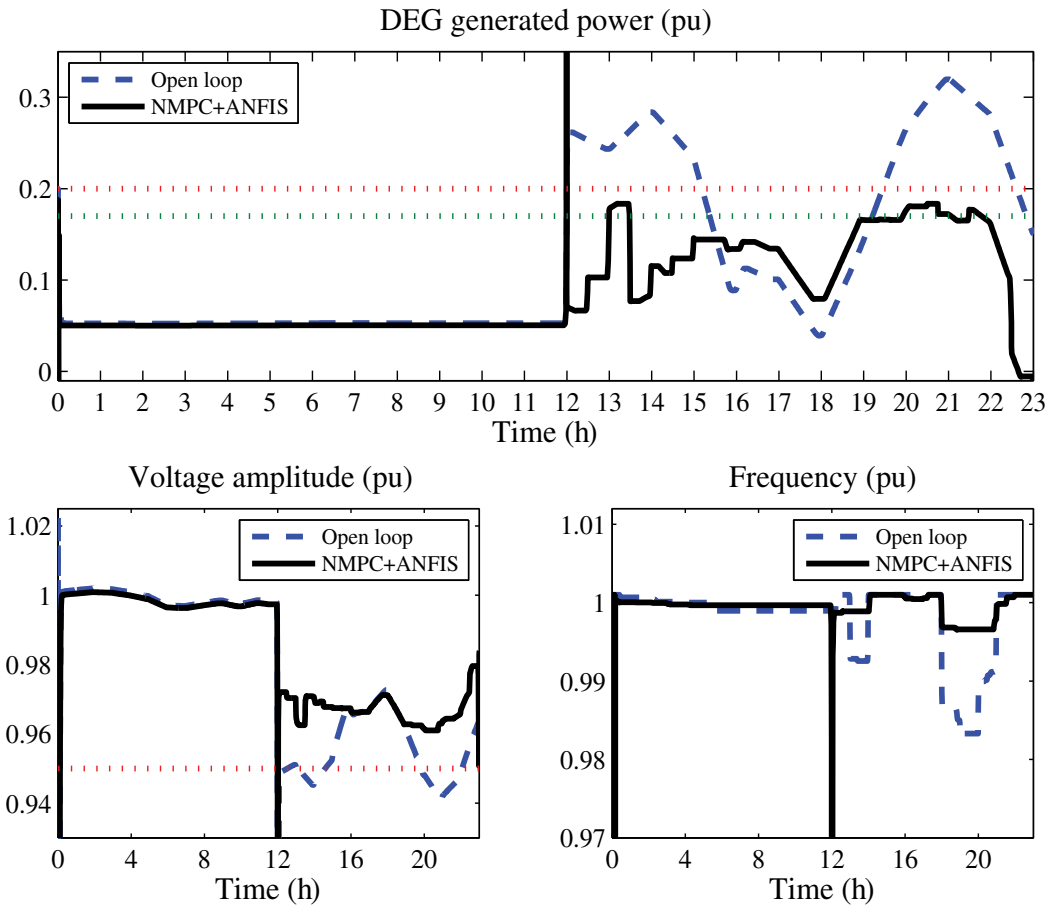 DEG generated power (pu)
Open loop
NMPC+ANFIS
0.3
0.2
0.1
0
0 1 2 3 4 5 6 7 8 9 10 11 12 13 14 15 16 17 18 19 20 21 22 23
Time (h)
Voltage amplitude (pu)
Open loop
NMPC+ANFIS
1.02
1
0.98
0.96
0.94
0 4 8 12 16 20
Time (h)
Frequency (pu)
Open loop
NMPC+ANFIS
1.01
1
0.99
0.98
0.97
0 4 8 12 16 20
Time (h)